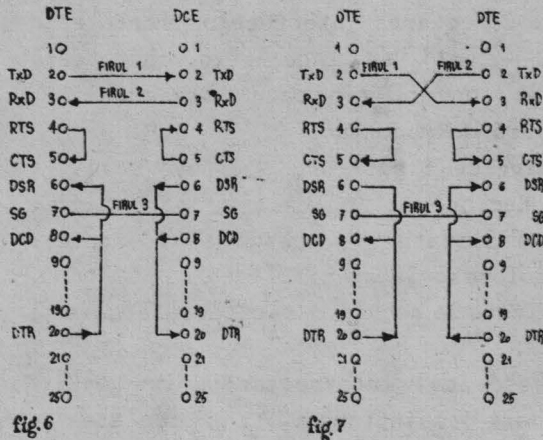 DTE DCE
1 1
TxD 2 FIRUL 1 2 TxD
RxD 3 FIRUL 2 3 RxD
RTS 4 4 RTS
CTS 5 5 CTS
DSR 6 6 DSR
SG 7 FIRUL 3 7 SG
DCD 8 8 DCD
9 9
19 19
DTR 20 20 DTR
21 21
25 25
fig.6
DTE DTE
1 1
TxD 2 FIRUL 1 FIRUL 2 2 TxD
RxD 3 3 RxD
RTS 4 4 RTS
CTS 5 5 CTS
DSR 6 6 DSR
SG 7 FIRUL 3 7 SG
DCD 8 8 DCD
9 9
19 19
DTR 20 20 DTR
21 21
25 25
fig.7